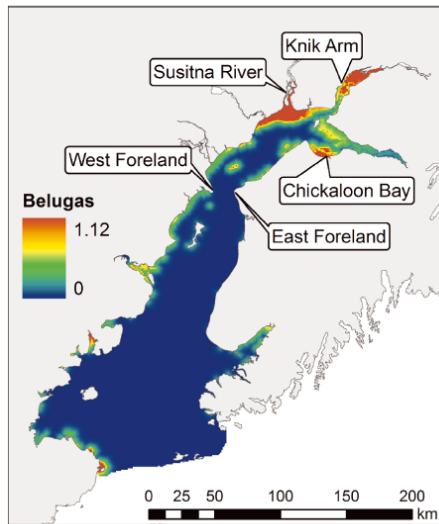 Knik Arm
Susitna River
West Foreland
Chickaloon Bay
East Foreland
Belugas
1.12
0
0 25 50 100 150 200
km